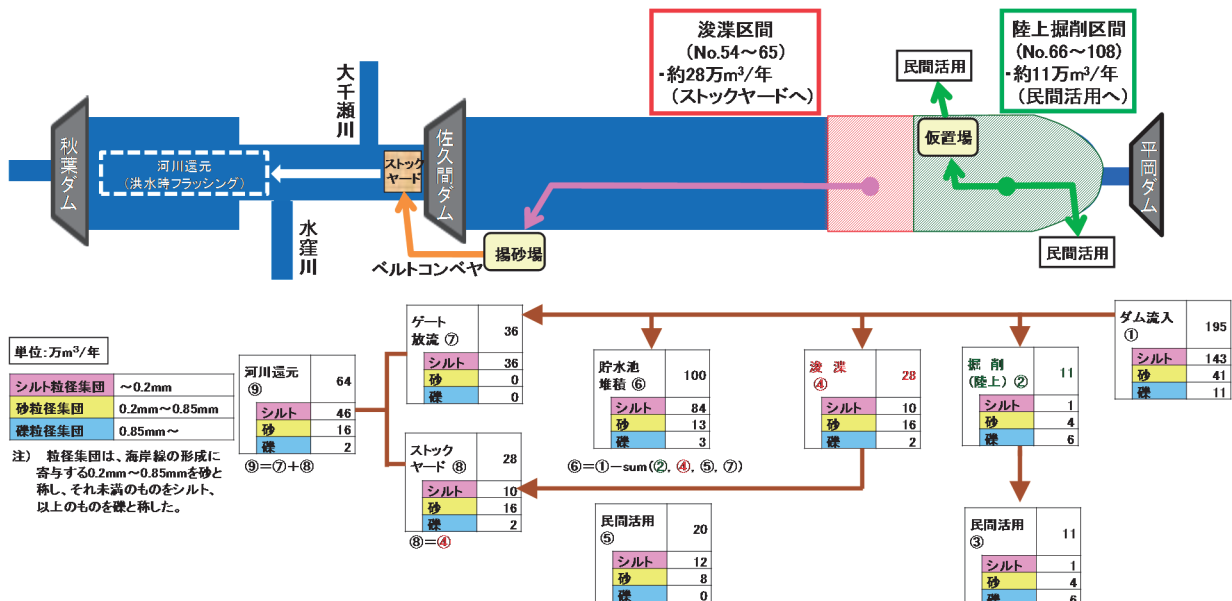 浚渫区間
(No.54～65)
・約28万m³/年
(ストックヤードへ)
陸上掘削区間
(No.66～108)
・約11万m³/年
(民間活用へ)
民間活用
大千瀬川
秋葉ダム
河川還元
(洪水時フラッシング)
ストック
ヤード
佐久間ダム
仮置場
平岡ダム
水窪川
ベルトコンベヤ
揚砂場
民間活用
単位:万m³/年
シルト粒径集団 ～0.2mm
砂粒径集団 0.2mm～0.85mm
礫粒径集団 0.85mm～
注) 粒径集団は、海岸線の形成に
寄与する0.2mm～0.85mmを砂と
称し、それ未満のものをシルト、
以上のものを礫と称した。
河川還元
⑨ 64
シルト 46
砂 16
礫 2
⑨=⑦+⑧
ゲート
放流 ⑦ 36
シルト 36
砂 0
礫 0
ストック
ヤード ⑧ 28
シルト 10
砂 16
礫 2
⑧=④
貯水池
堆積 ⑥ 100
シルト 84
砂 13
礫 3
⑥=①-sum(②, ④, ⑤, ⑦)
民間活用
⑤ 20
シルト 12
砂 8
礫 0
浚 渫
④ 28
シルト 10
砂 16
礫 2
掘 削
(陸上) ② 11
シルト 1
砂 4
礫 6
民間活用
③ 11
シルト 1
砂 4
礫 6
ダム流入
① 195
シルト 143
砂 41
礫 11